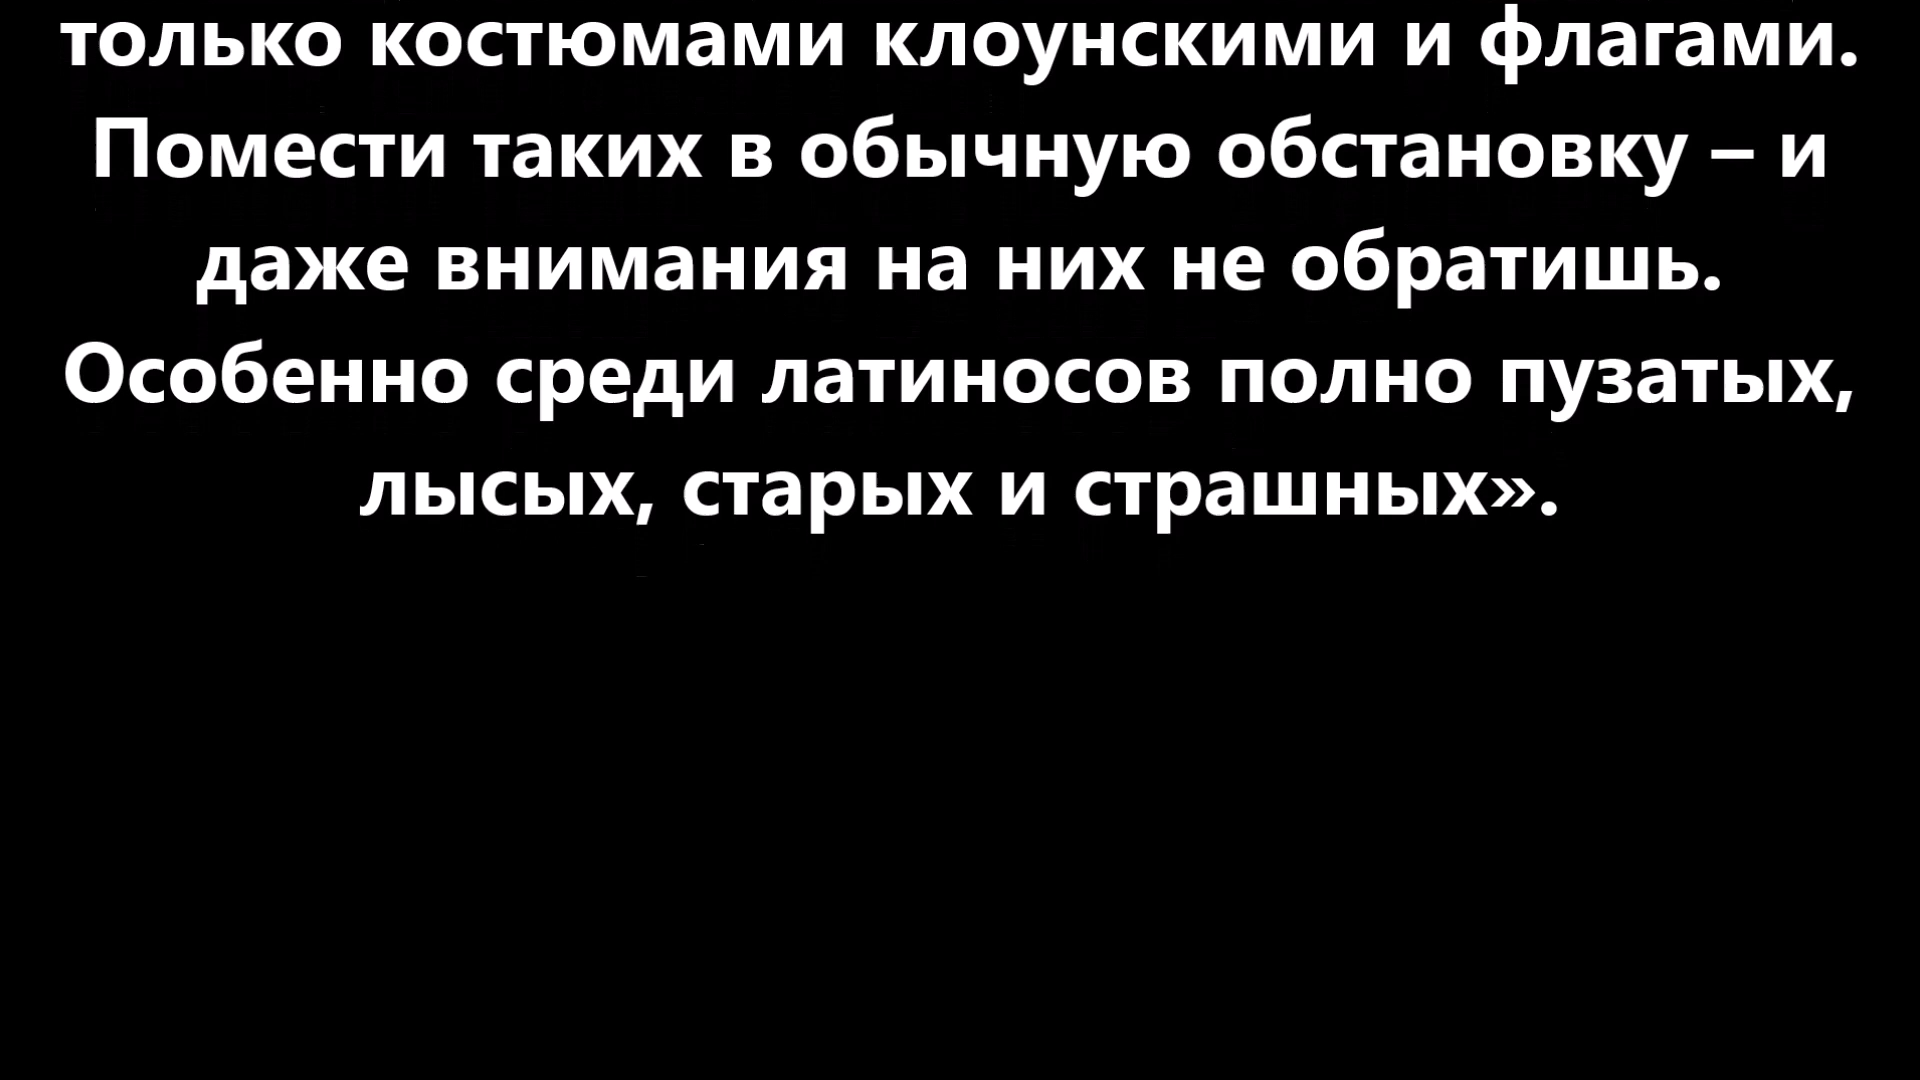 только костюмами клоунскими и флагами.
Помести таких в обычную обстановку – и
даже внимания на них не обратишь.
Особенно среди латиносов полно пузатых,
лысых, старых и страшных».